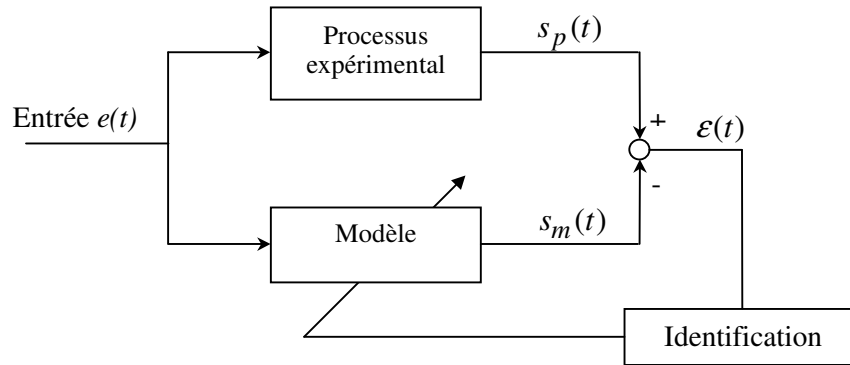 Processus
expérimental
s_p(t)
Entrée e(t)
+
ε(t)
-
Modèle
s_m(t)
Identification